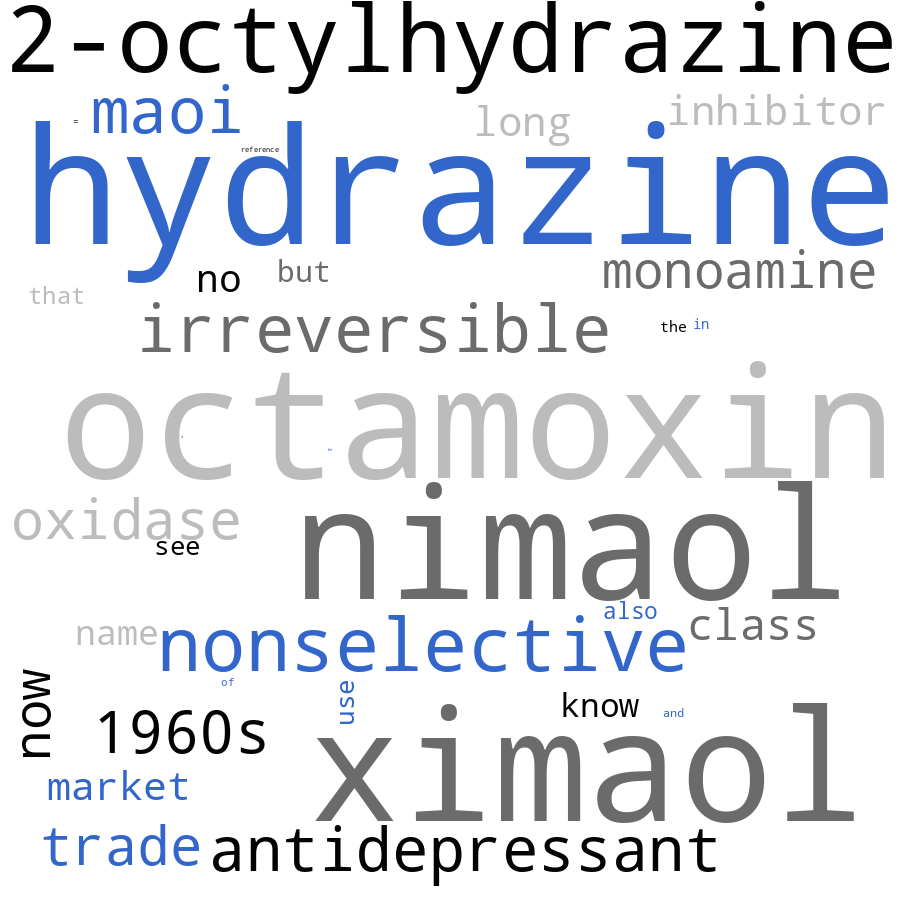 2-octylhydrazine
maoi
long
inhibitor
=
reference
hydrazine
no
but
monoamine
that
irreversible
the
in
octamoxin
oxidase
nimaol
see
also
name
nonselective
class
of
now
use
know
and
1960s
ximaol
market
trade
antidepressant